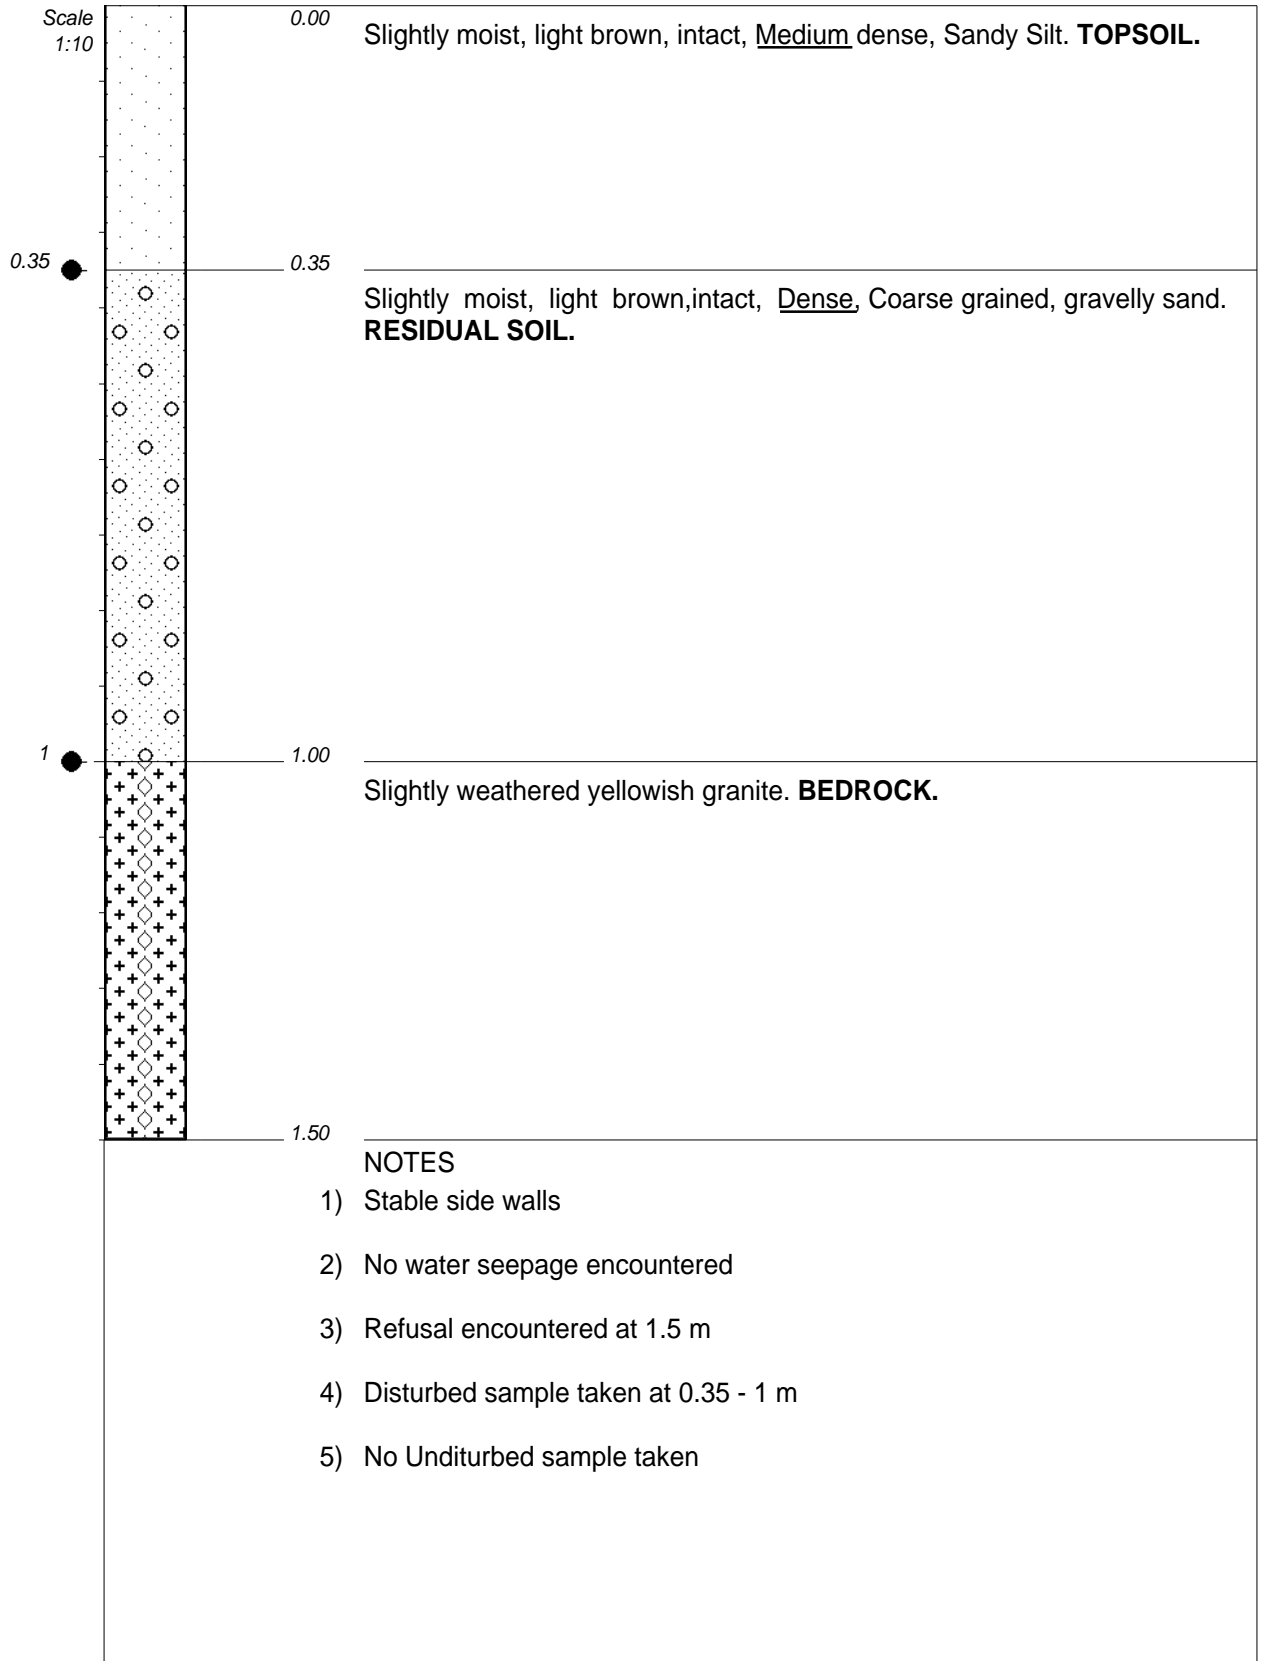 Scale
1:10
0.00
Slightly moist, light brown, intact, Medium dense, Sandy Silt. TOPSOIL.
0.35
0.35
Slightly moist, light brown,intact, Dense, Coarse grained, gravelly sand.
RESIDUAL SOIL.
1
1.00
Slightly weathered yellowish granite. BEDROCK.
1.50
NOTES
1) Stable side walls
2) No water seepage encountered
3) Refusal encountered at 1.5 m
4) Disturbed sample taken at 0.35 - 1 m
5) No Unditurbed sample taken